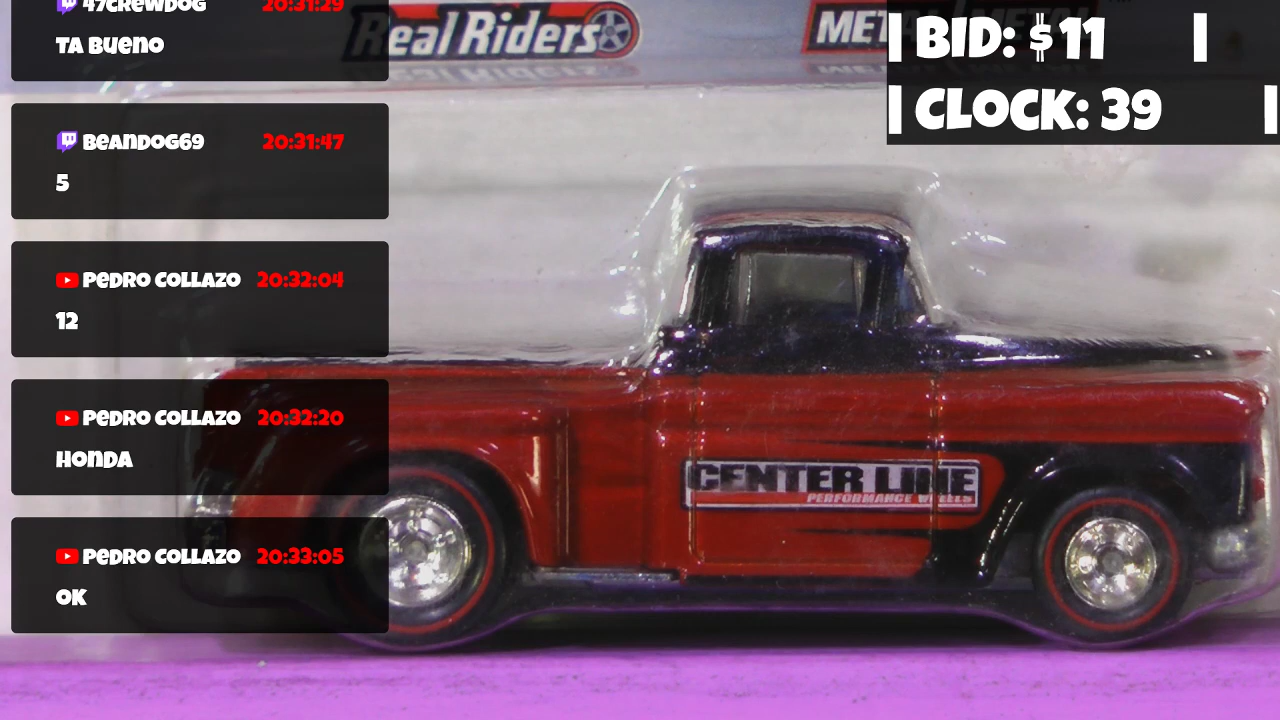 47CREWDOG 20:31:29
TA BUENO
BEANDOG69 20:31:47
5
PEDRO COLLAZO 20:32:04
12
PEDRO COLLAZO 20:32:20
HONDA
PEDRO COLLAZO 20:33:05
OK
Real Riders
METAL/METAL
BID: $11
CLOCK: 39
CENTER LINE
PERFORMANCE WHEELS